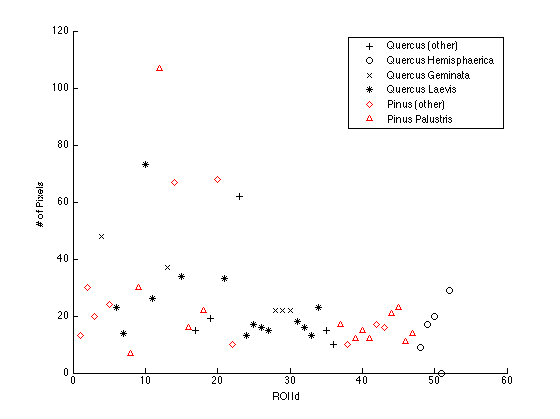 120
100
80
60
40
20
0
# of Pixels
0 10 20 30 40 50 60
ROI Id
Quercus (other)
Quercus Hemisphaerica
Quercus Geminata
Quercus Laevis
Pinus (other)
Pinus Palustris